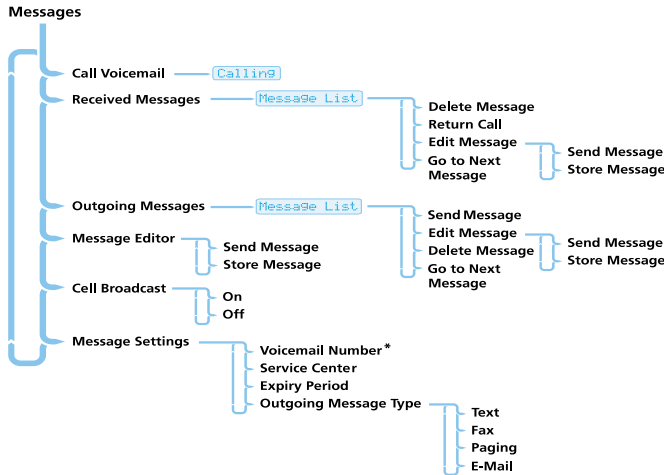 Messages
Call Voicemail
Calling
Received Messages
Message List
Delete Message
Return Call
Edit Message
Go to Next
Message
Send Message
Store Message
Outgoing Messages
Message List
Send Message
Edit Message
Delete Message
Go to Next
Message
Send Message
Store Message
Message Editor
Send Message
Store Message
Cell Broadcast
On
Off
Message Settings
Voicemail Number*
Service Center
Expiry Period
Outgoing Message Type
Text
Fax
Paging
E-Mail